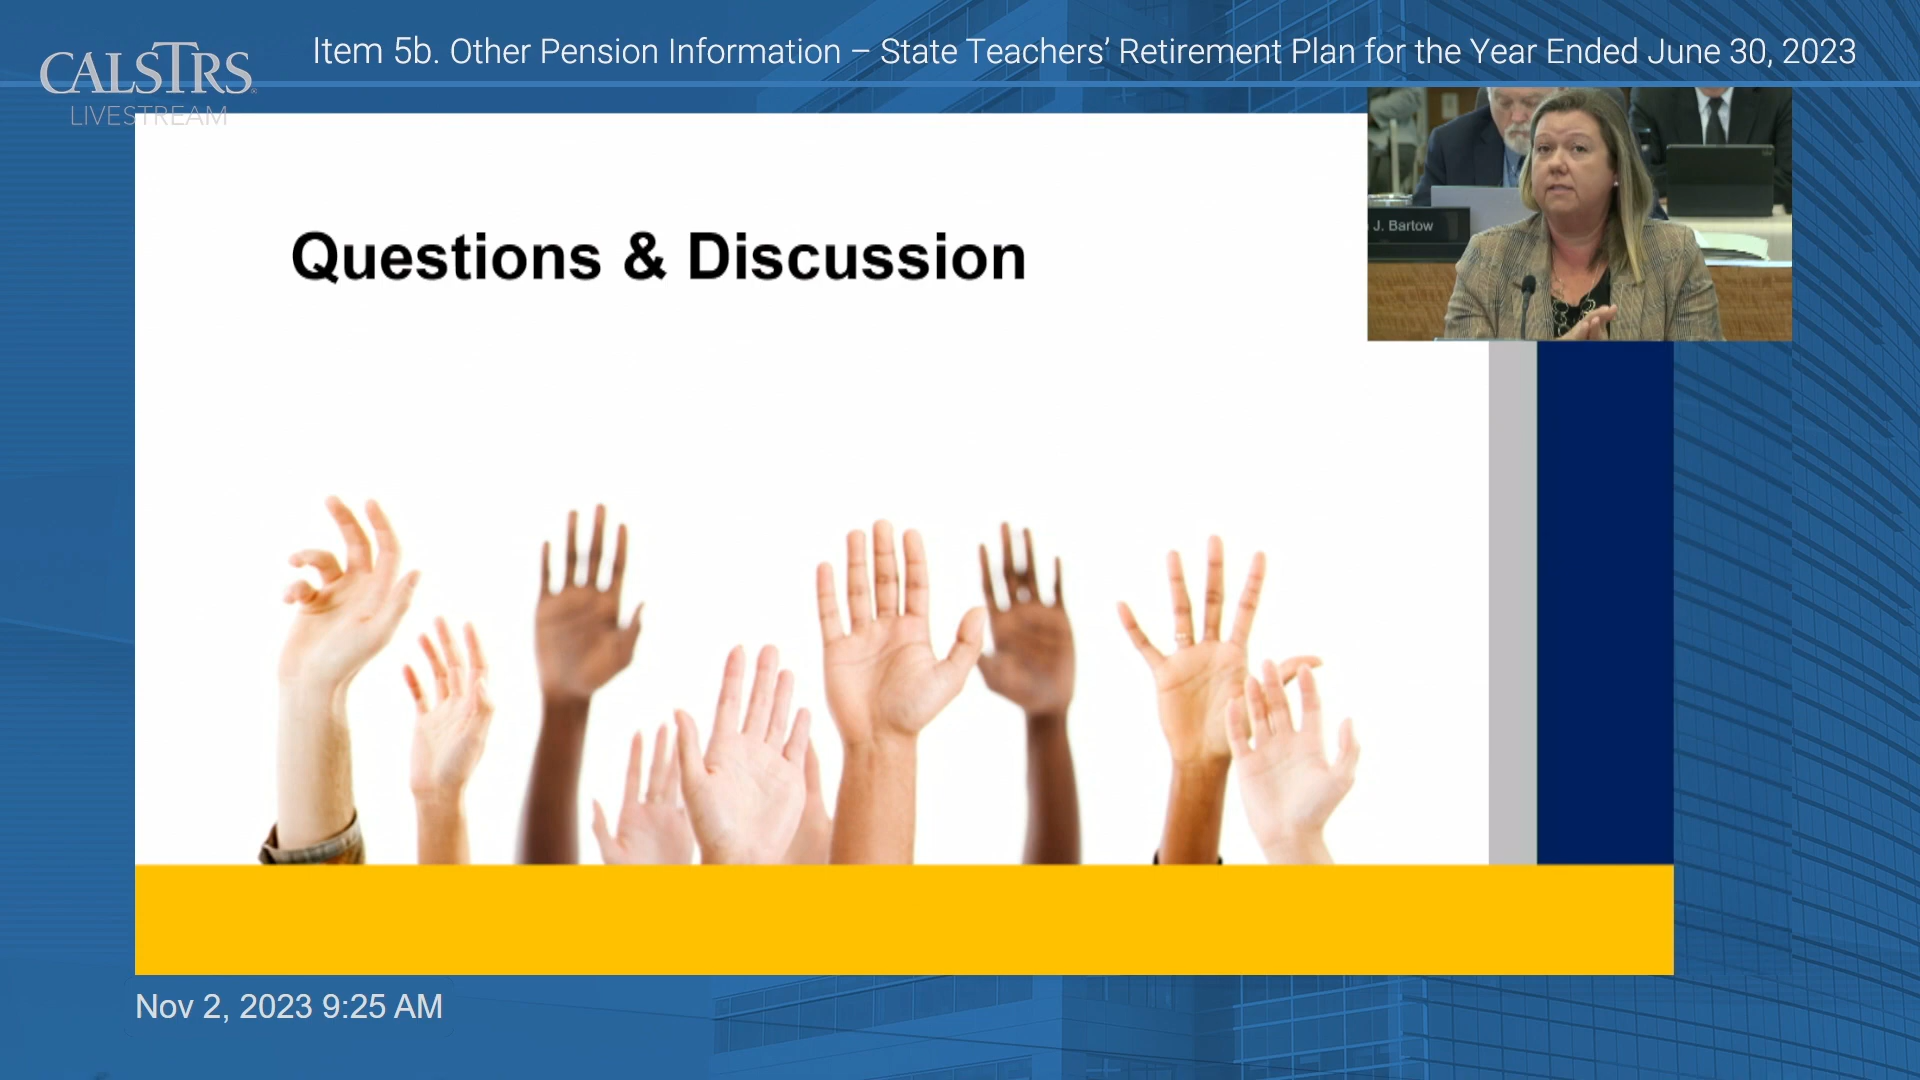 CALSTRS
LIVESTREAM
Item 5b. Other Pension Information – State Teachers’ Retirement Plan for the Year Ended June 30, 2023
J. Bartow
Questions & Discussion
Nov 2, 2023 9:25 AM